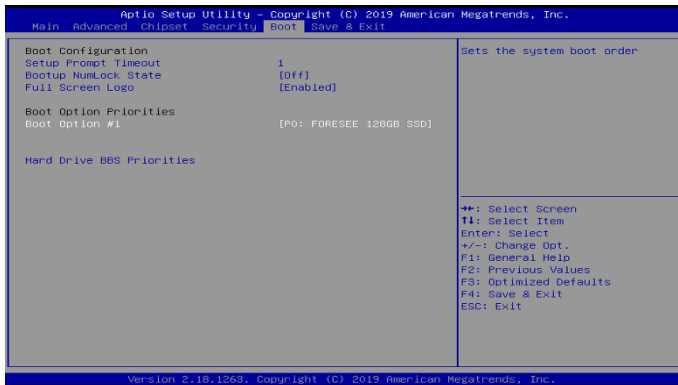 Aptio Setup Utility – Copyright (C) 2019 American Megatrends, Inc.
Main Advanced Chipset Security Boot Save & Exit
Boot Configuration
Setup Prompt Timeout 1
Bootup NumLock State [Off]
Full Screen Logo [Enabled]
Boot Option Priorities
Boot Option #1 [P0: FORESEE 128GB SSD]
Hard Drive BBS Priorities
Sets the system boot order
→←: Select Screen
↑↓: Select Item
Enter: Select
+/-: Change Opt.
F1: General Help
F2: Previous Values
F3: Optimized Defaults
F4: Save & Exit
ESC: Exit
Version 2.18.1263. Copyright (C) 2019 American Megatrends, Inc.